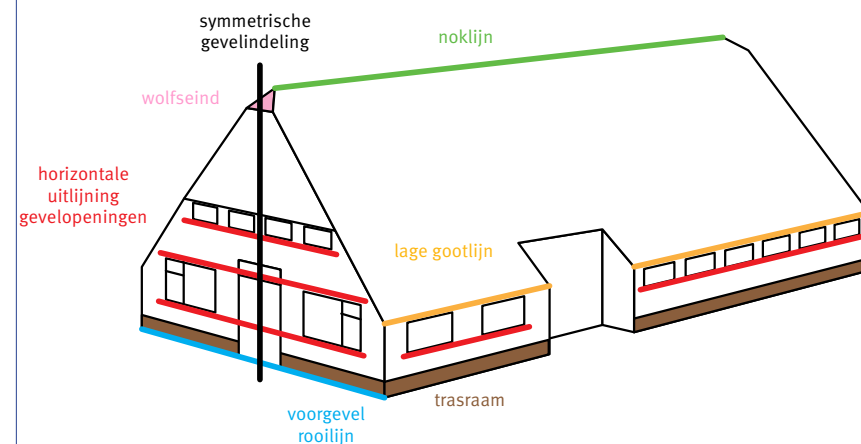 symmetrische
gevelindeling
noklijn
wolfseind
horizontale
uitlijning
gevelopeningen
lage gootlijn
trasraam
voorgevel
rooilijn